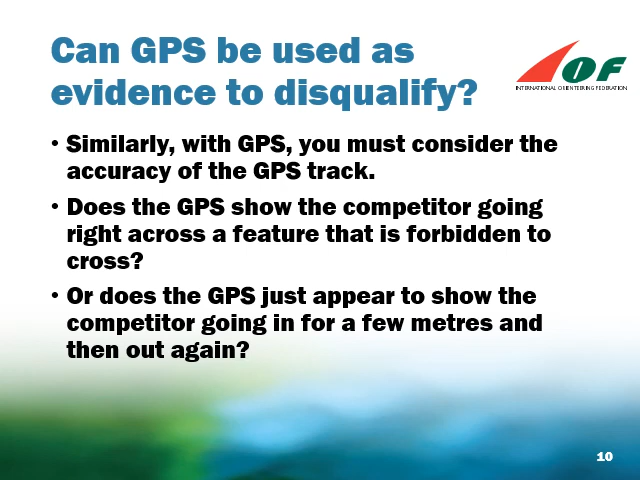 Can GPS be used as
evidence to disqualify?
IOF
INTERNATIONAL ORIENTEERING FEDERATION
• Similarly, with GPS, you must consider the
accuracy of the GPS track.
• Does the GPS show the competitor going
right across a feature that is forbidden to
cross?
• Or does the GPS just appear to show the
competitor going in for a few metres and
then out again?
10